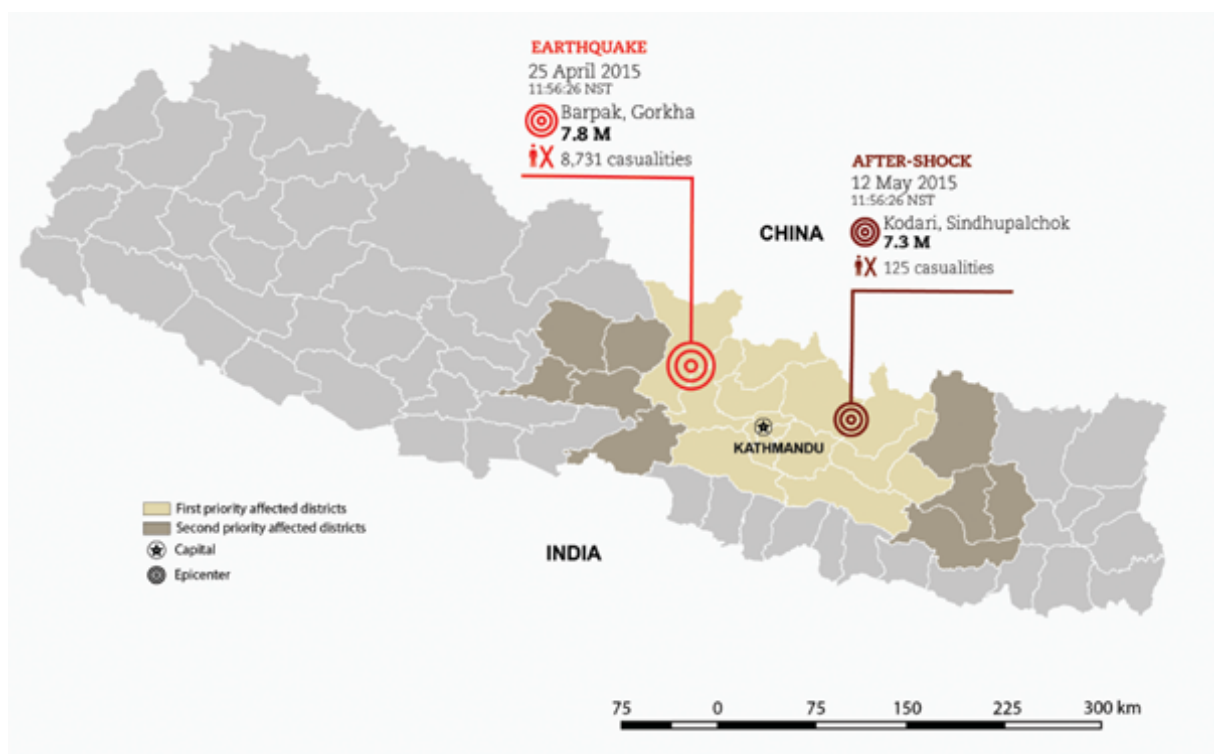 EARTHQUAKE
25 April 2015
11:56:26 NST
Barpak, Gorkha
7.8 M
8,731 casualities
AFTER-SHOCK
12 May 2015
11:56:26 NST
Kodari, Sindhupalchok
7.3 M
125 casualities
CHINA
KATHMANDU
INDIA
First priority affected districts
Second priority affected districts
Capital
Epicenter
75 0 75 150 225 300 km